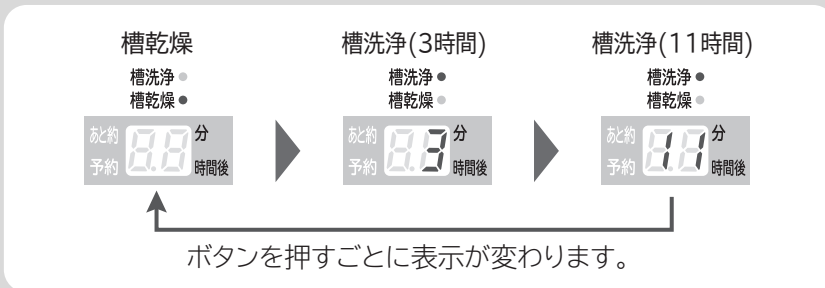 槽乾燥
槽洗浄
槽乾燥
あと約 8.8 分
予約 時間後
槽洗浄(3時間)
槽洗浄
槽乾燥
あと約 3 分
予約 時間後
槽洗浄(11時間)
槽洗浄
槽乾燥
あと約 11 分
予約 時間後
ボタンを押すごとに表示が変わります。